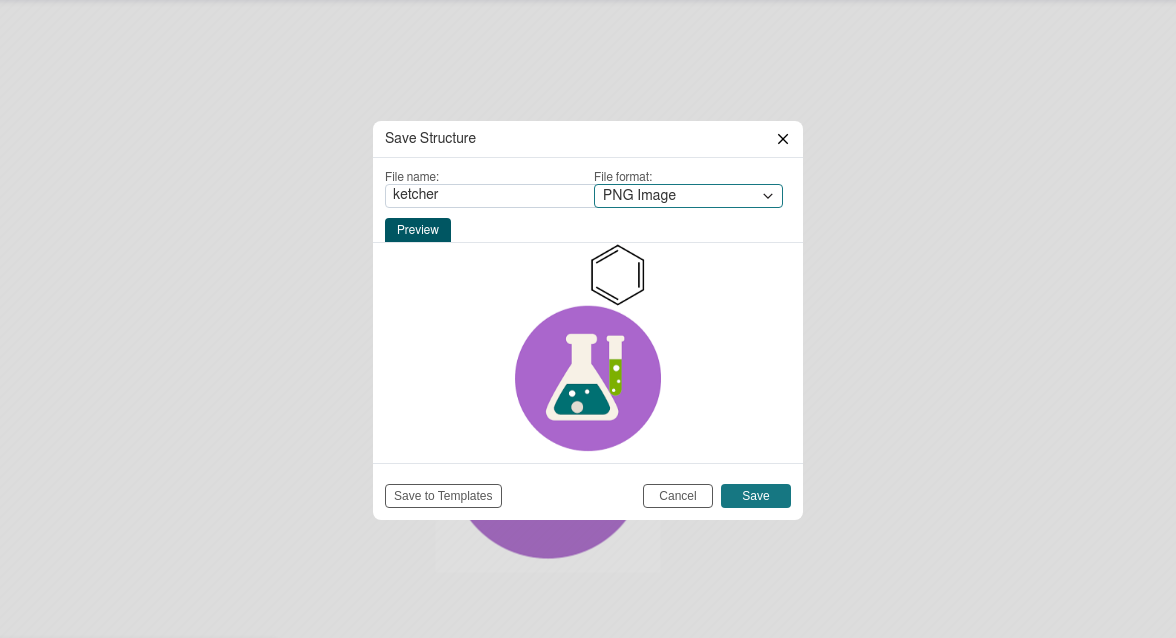 Save Structure
File name:
File format:
ketcher
PNG Image
Preview
Save to Templates
Cancel
Save